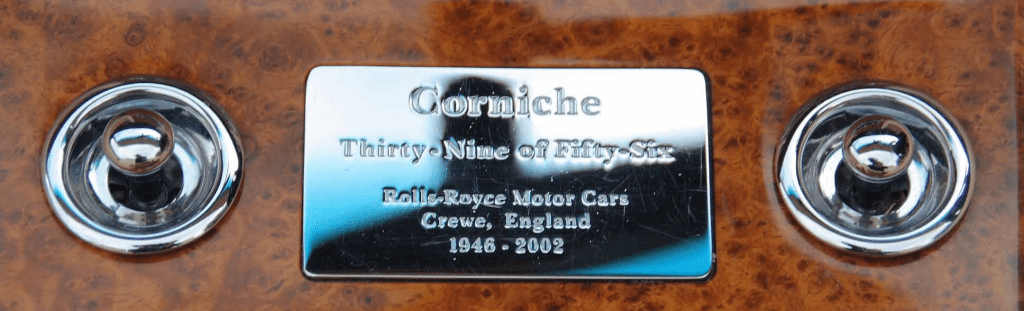 Corniche
Thirty-Nine of Fifty-Six
Rolls-Royce Motor Cars
Crewe, England
1946 - 2002